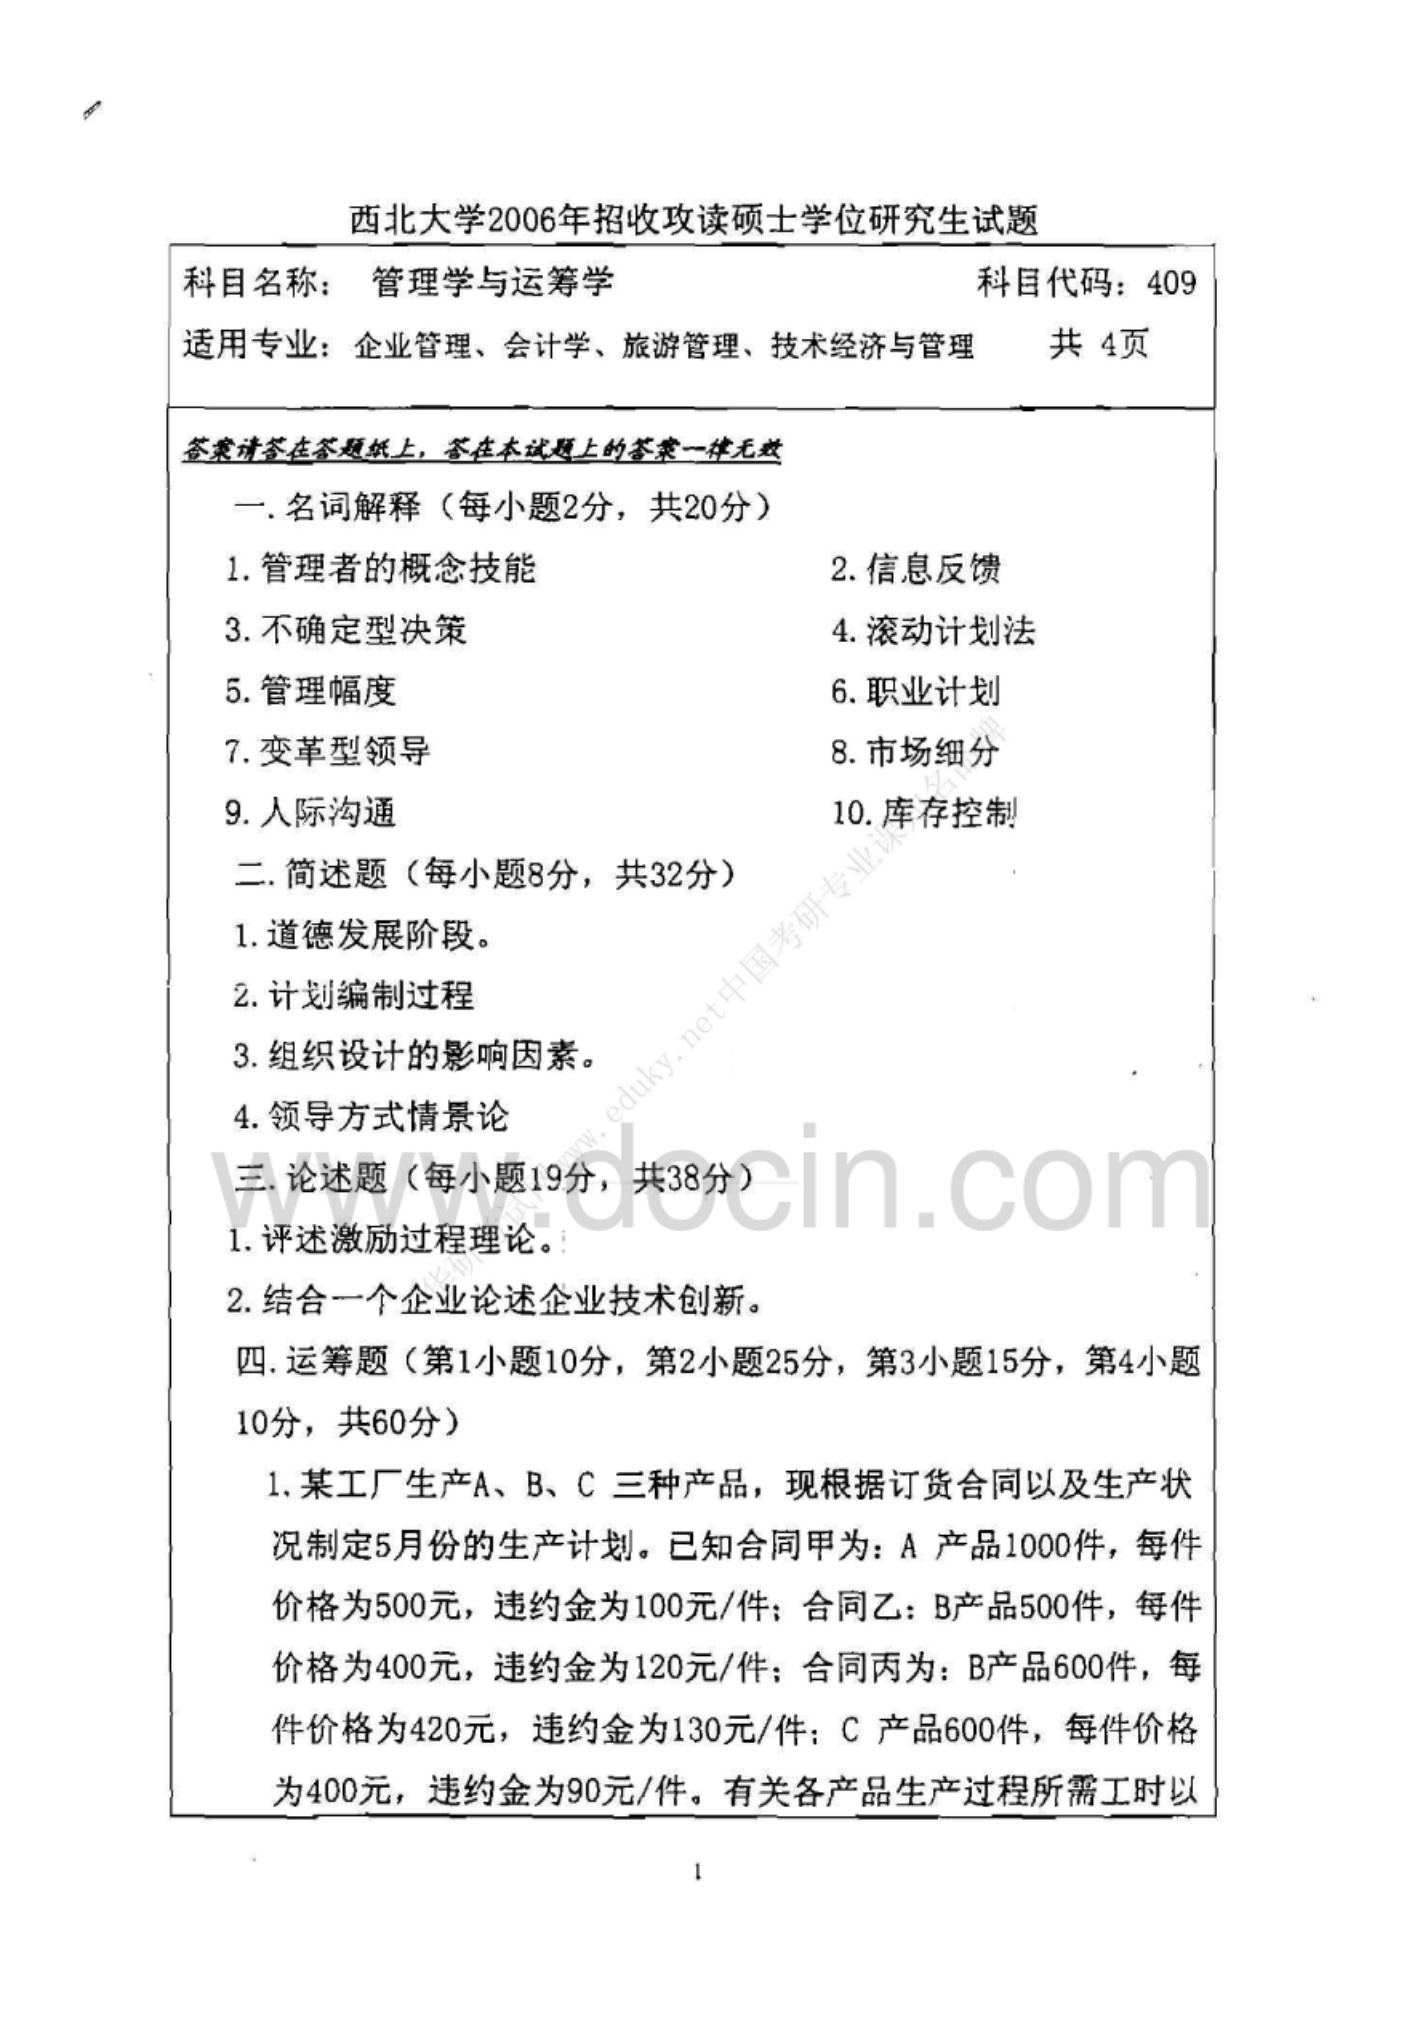 西北大学2006年招收攻读硕士学位研究生试题
科目名称： 管理学与运筹学 科目代码：409
适用专业：企业管理、会计学、旅游管理、技术经济与管理 共 4页
答案请答在答题纸上，答在本试题上的答案一律无效
一.名词解释（每小题2分，共20分）
1.管理者的概念技能 2.信息反馈
3.不确定型决策 4.滚动计划法
5.管理幅度 6.职业计划
7.变革型领导 8.市场细分
9.人际沟通 10.库存控制
二.简述题（每小题8分，共32分）
1.道德发展阶段。
2.计划编制过程
3.组织设计的影响因素。
4.领导方式情景论
www.docin.com
三.论述题（每小题19分，共38分）
1.评述激励过程理论。
2.结合一个企业论述企业技术创新。
四.运筹题（第1小题10分，第2小题25分，第3小题15分，第4小题
10分，共60分）
1.某工厂生产A、B、C 三种产品，现根据订货合同以及生产状
况制定5月份的生产计划。已知合同甲为：A 产品1000件，每件
价格为500元，违约金为100元/件；合同乙：B产品500件，每件
价格为400元，违约金为120元/件；合同丙为：B产品600件，每
件价格为420元，违约金为130元/件；C 产品600件，每件价格
为400元，违约金为90元/件。有关各产品生产过程所需工时以
1
www.eduky.net中国考研专业课